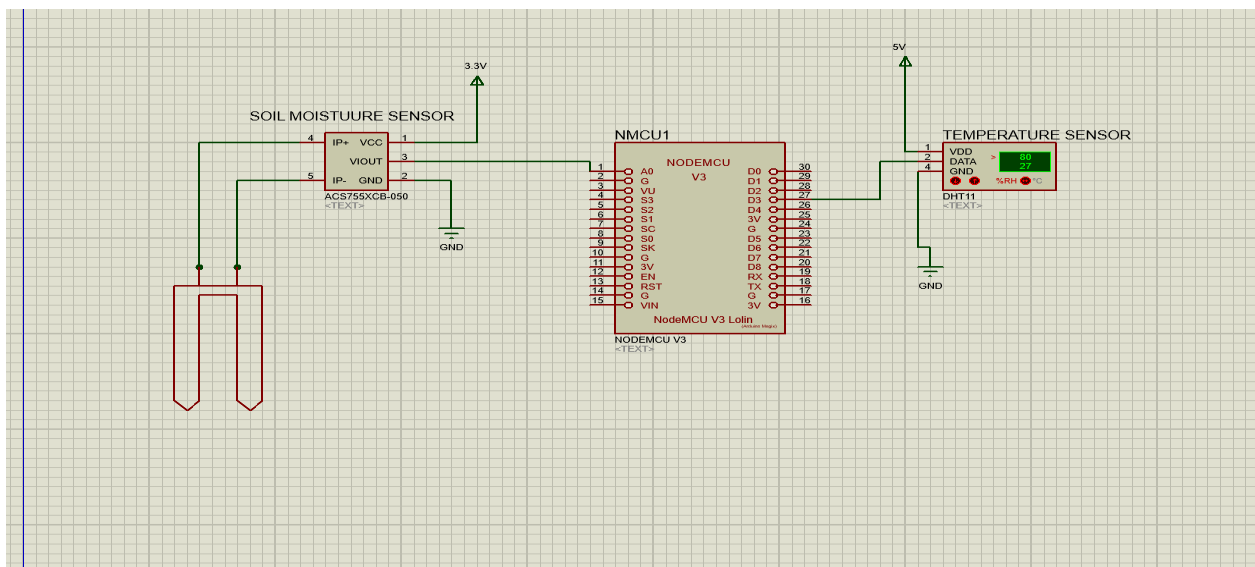 5V
3.3V
SOIL MOISTUURE SENSOR
4 IP+ VCC 1
VIOUT 3
5 IP- GND 2
ACS755XCB-050
<TEXT>
GND
NMCU1
NODEMCU
V3
1 A0 D0 30
2 G D1 29
3 VU D2 28
4 S3 D3 27
5 S2 D4 26
6 S1 3V 25
7 SC G 24
8 S0 D5 23
9 SK D6 22
10 G D7 21
11 3V D8 20
12 EN RX 19
13 RST TX 18
14 G G 17
15 VIN 3V 16
NodeMCU V3 Lolin
(Arduino Magix)
NODEMCU V3
<TEXT>
TEMPERATURE SENSOR
1 VDD
2 DATA
4 GND
> 80
27
%RH °C
DHT11
<TEXT>
GND